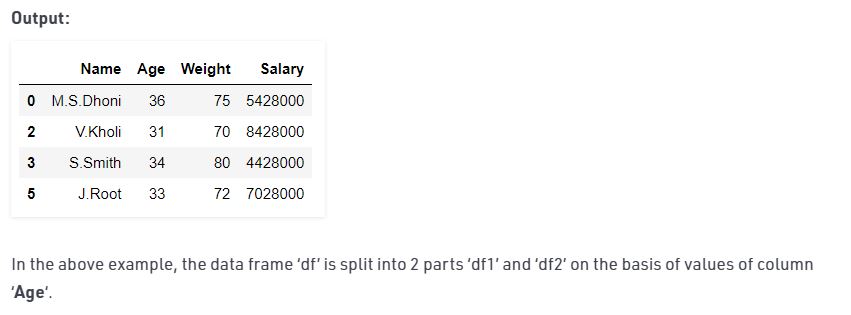 Output:
Name Age Weight Salary
0 M.S.Dhoni 36 75 5428000
2 V.Kholi 31 70 8428000
3 S.Smith 34 80 4428000
5 J.Root 33 72 7028000
In the above example, the data frame ‘df’ is split into 2 parts ‘df1’ and ‘df2’ on the basis of values of column
‘Age‘.